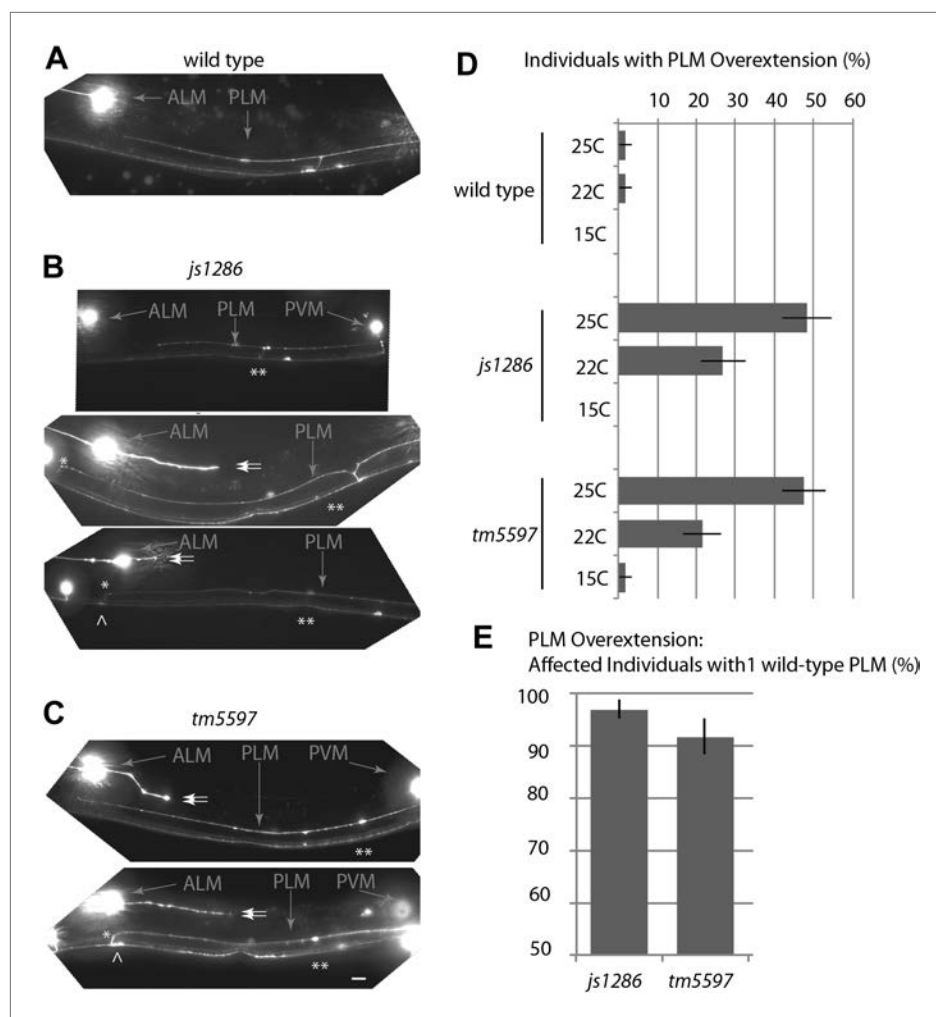 A
wild type
ALM
PLM
B
js1286
ALM
PLM
PVM
**
ALM
PLM
*
**
ALM
PLM
*
^
**
C
tm5597
ALM
PLM
PVM
**
ALM
PLM
PVM
*
^
**
D
Individuals with PLM Overextension (%)
10 20 30 40 50 60
wild type
25C
22C
15C
js1286
25C
22C
15C
tm5597
25C
22C
15C
E
PLM Overextension:
Affected Individuals with1 wild-type PLM (%)
100
90
80
70
60
50
js1286 tm5597